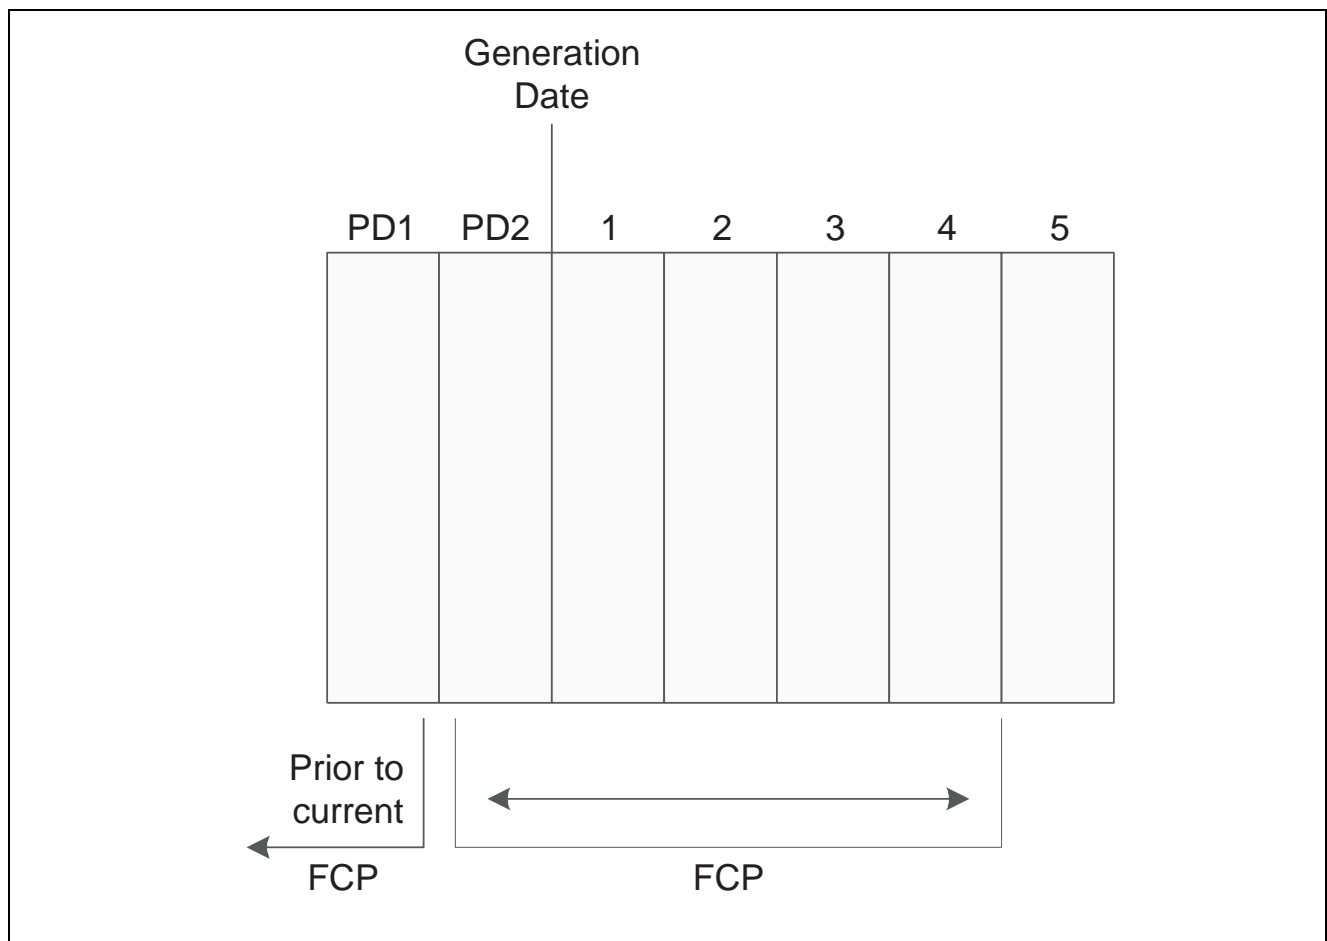 Generation
Date
PD1 PD2 1 2 3 4 5
Prior to
current
FCP FCP